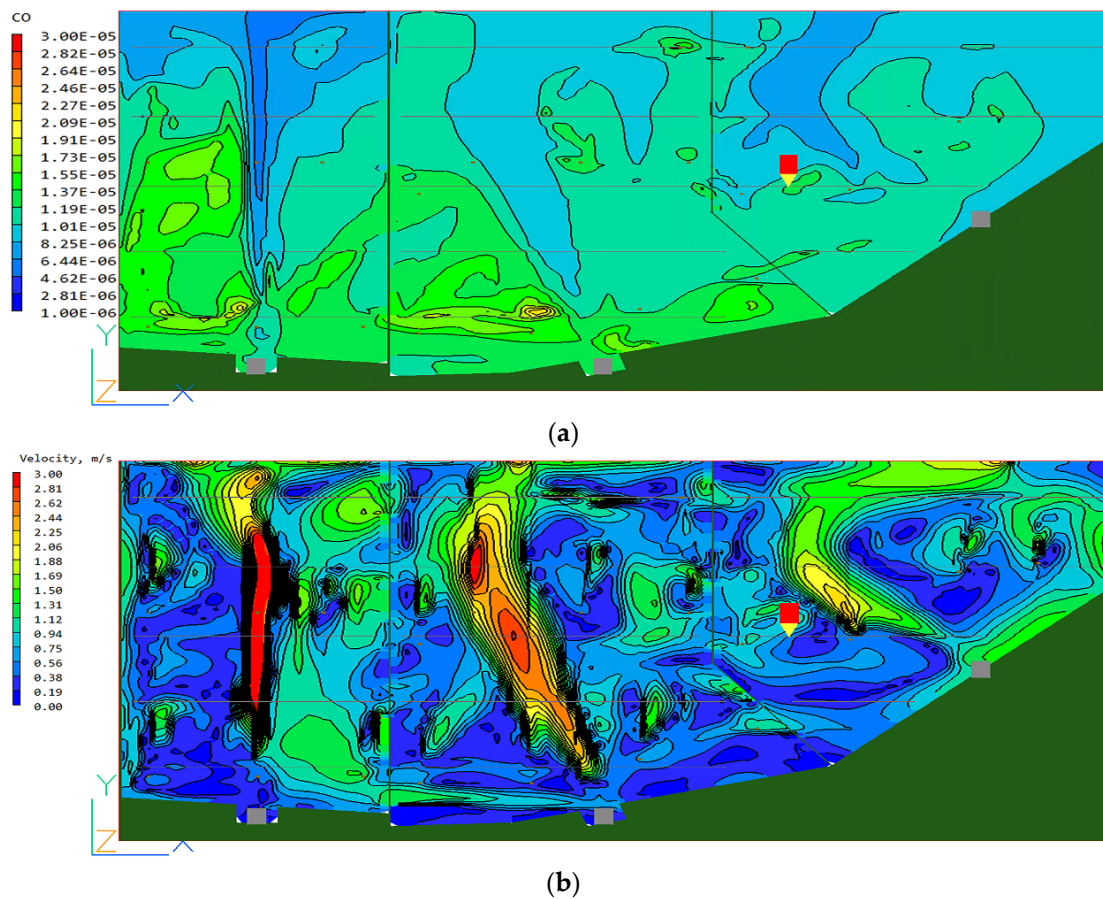 CO
3.00E-05
2.82E-05
2.64E-05
2.46E-05
2.27E-05
2.09E-05
1.91E-05
1.73E-05
1.55E-05
1.37E-05
1.19E-05
1.01E-05
8.25E-06
6.44E-06
4.62E-06
2.81E-06
1.00E-06
Y
Z
X
(a)
Velocity, m/s
3.00
2.81
2.62
2.44
2.25
2.06
1.88
1.69
1.50
1.31
1.12
0.94
0.75
0.56
0.38
0.19
0.00
Y
Z
X
(b)